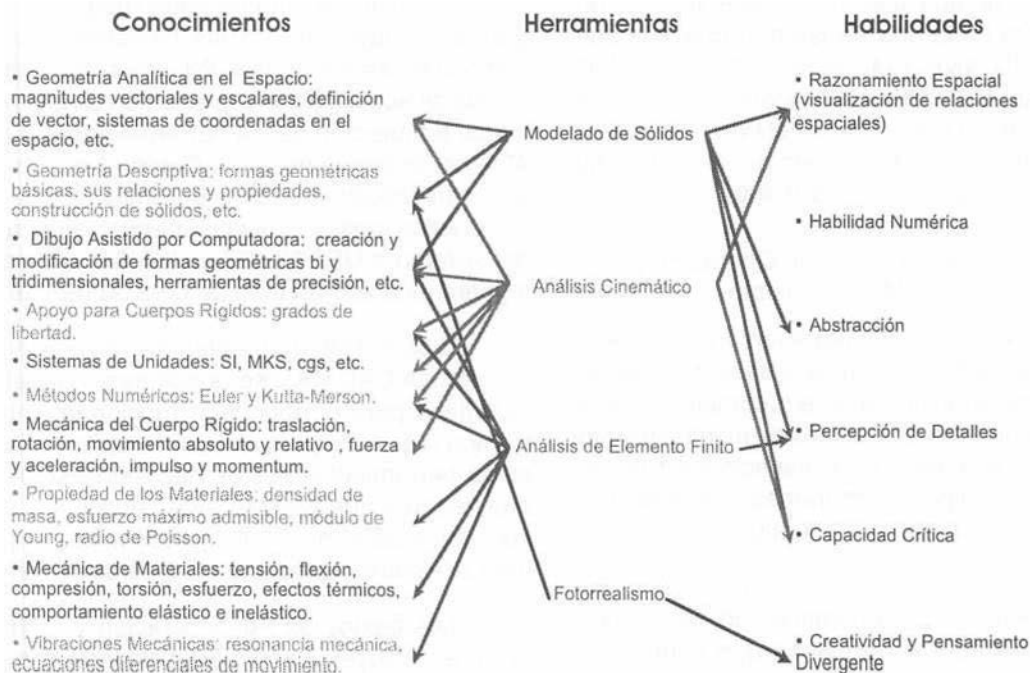 Conocimientos
Herramientas
Habilidades
• Geometría Analítica en el Espacio:
magnitudes vectoriales y escalares, definición
de vector, sistemas de coordenadas en el
espacio, etc.
• Geometría Descriptiva: formas geométricas
básicas, sus relaciones y propiedades,
construcción de sólidos, etc.
• Dibujo Asistido por Computadora: creación y
modificación de formas geométricas bi y
tridimensionales, herramientas de precisión, etc.
• Apoyo para Cuerpos Rígidos: grados de
libertad.
• Sistemas de Unidades: SI, MKS, cgs, etc.
• Métodos Numéricos: Euler y Kutta-Merson.
• Mecánica del Cuerpo Rígido: traslación,
rotación, movimiento absoluto y relativo , fuerza
y aceleración, impulso y momentum.
• Propiedad de los Materiales: densidad de
masa, esfuerzo máximo admisible, módulo de
Young, radio de Poisson.
• Mecánica de Materiales: tensión, flexión,
compresión, torsión, esfuerzo, efectos térmicos,
comportamiento elástico e inelástico.
• Vibraciones Mecánicas: resonancia mecánica,
ecuaciones diferenciales de movimiento.
Modelado de Sólidos
Análisis Cinemático
Análisis de Elemento Finito
Fotorrealismo
• Razonamiento Espacial
(visualización de relaciones
espaciales)
• Habilidad Numérica
• Abstracción
• Percepción de Detalles
• Capacidad Crítica
• Creatividad y Pensamiento
Divergente